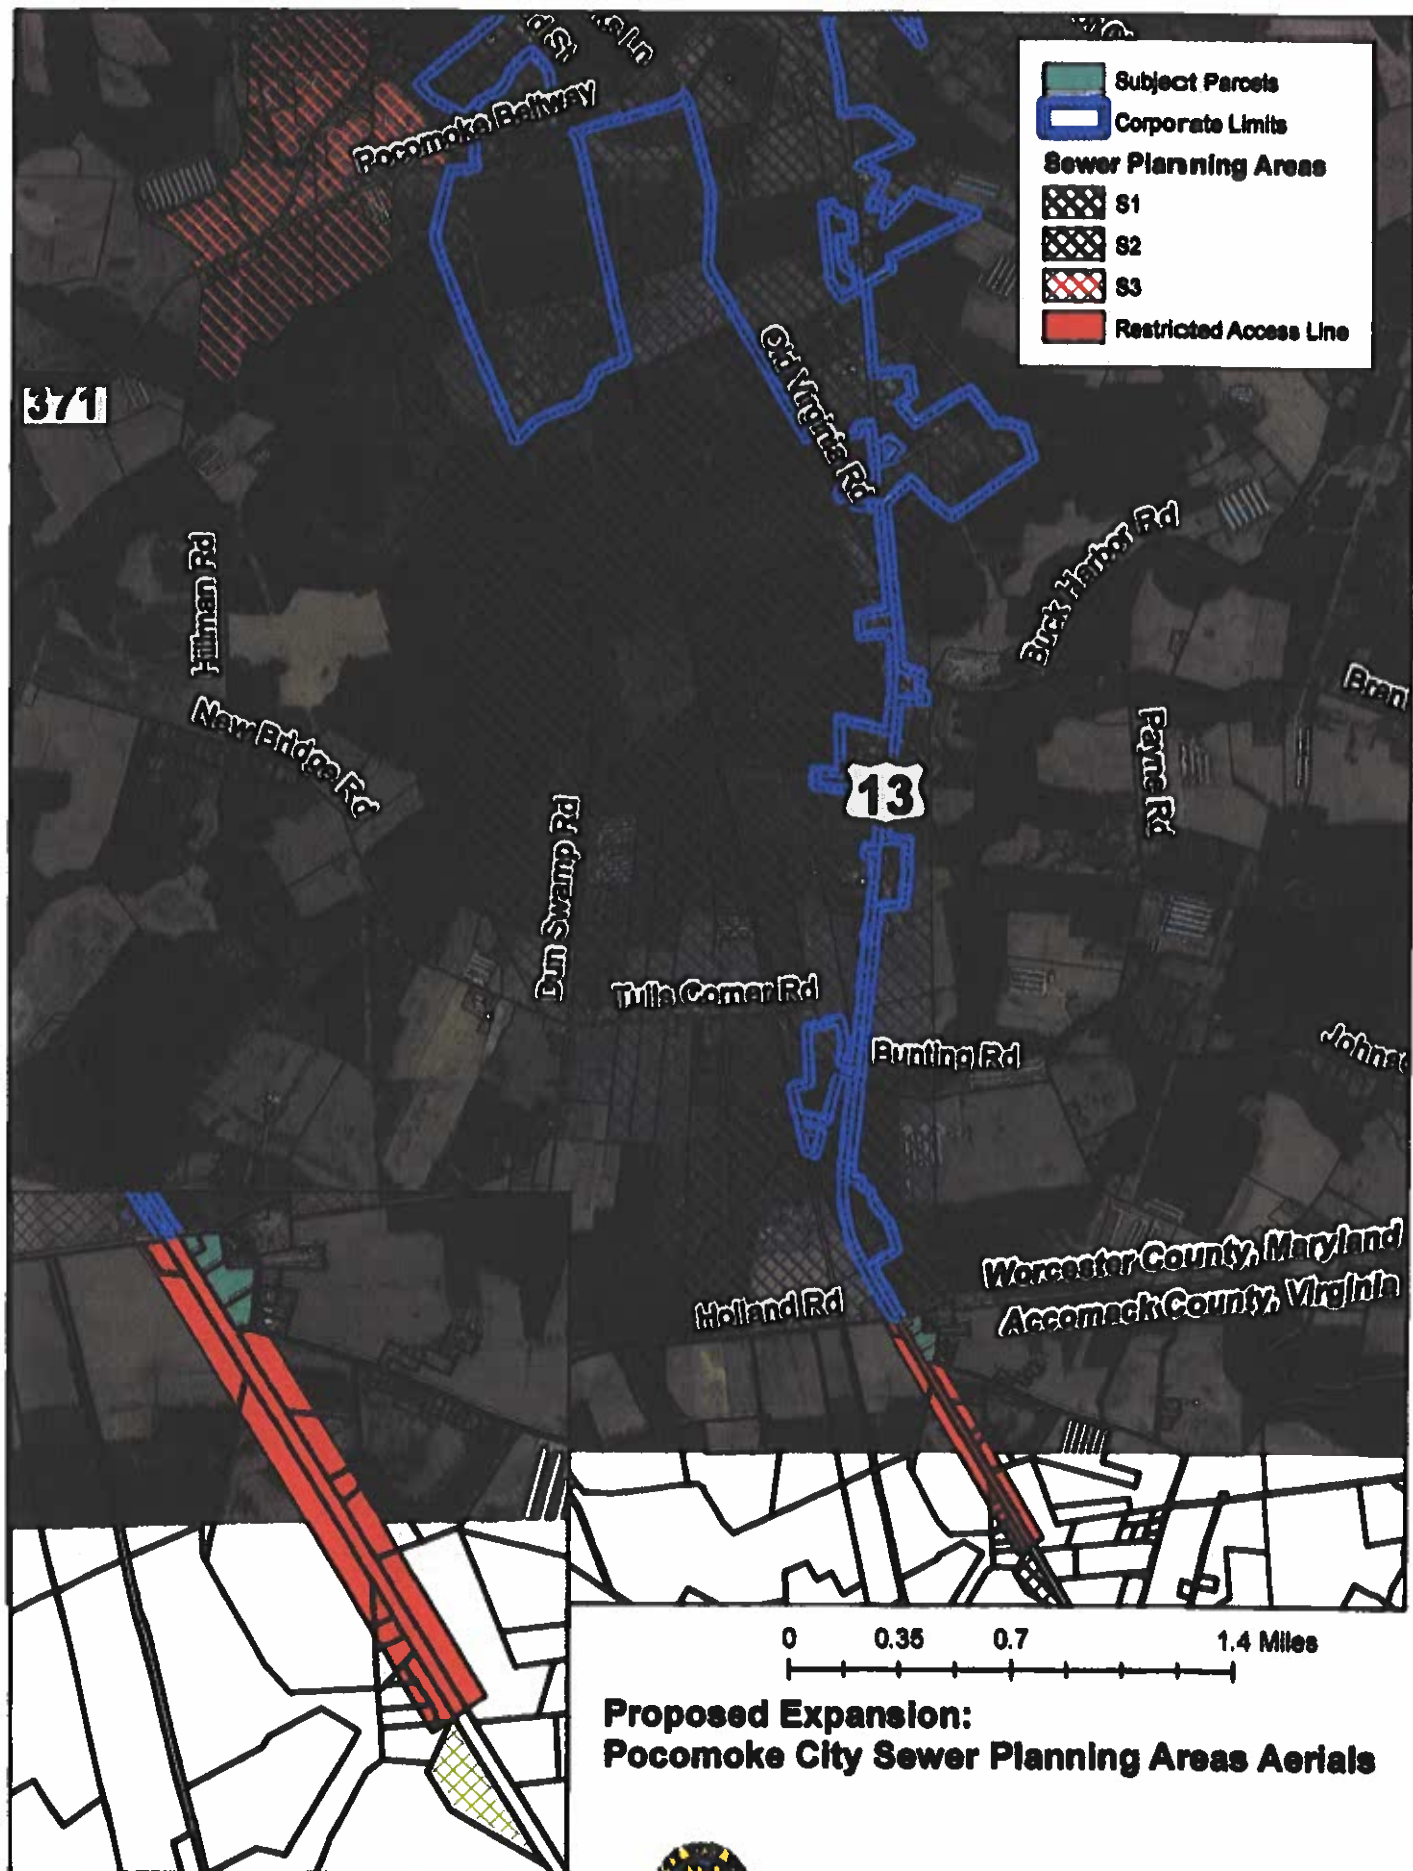 Pocomoke Beltway
Subject Parcels
Corporate Limits
Sewer Planning Areas
S1
S2
S3
Restricted Access Line
Old Virginia Rd
371
Hillman Rd
Buck Harbor Rd
New Bridge Rd
Payne Rd
13
Dun Swamp Rd
Tulls Corner Rd
Bunting Rd
Worcester County, Maryland
Accomack County, Virginia
Holland Rd
0 0.35 0.7 1.4 Miles
Proposed Expansion:
Pocomoke City Sewer Planning Areas Aerials